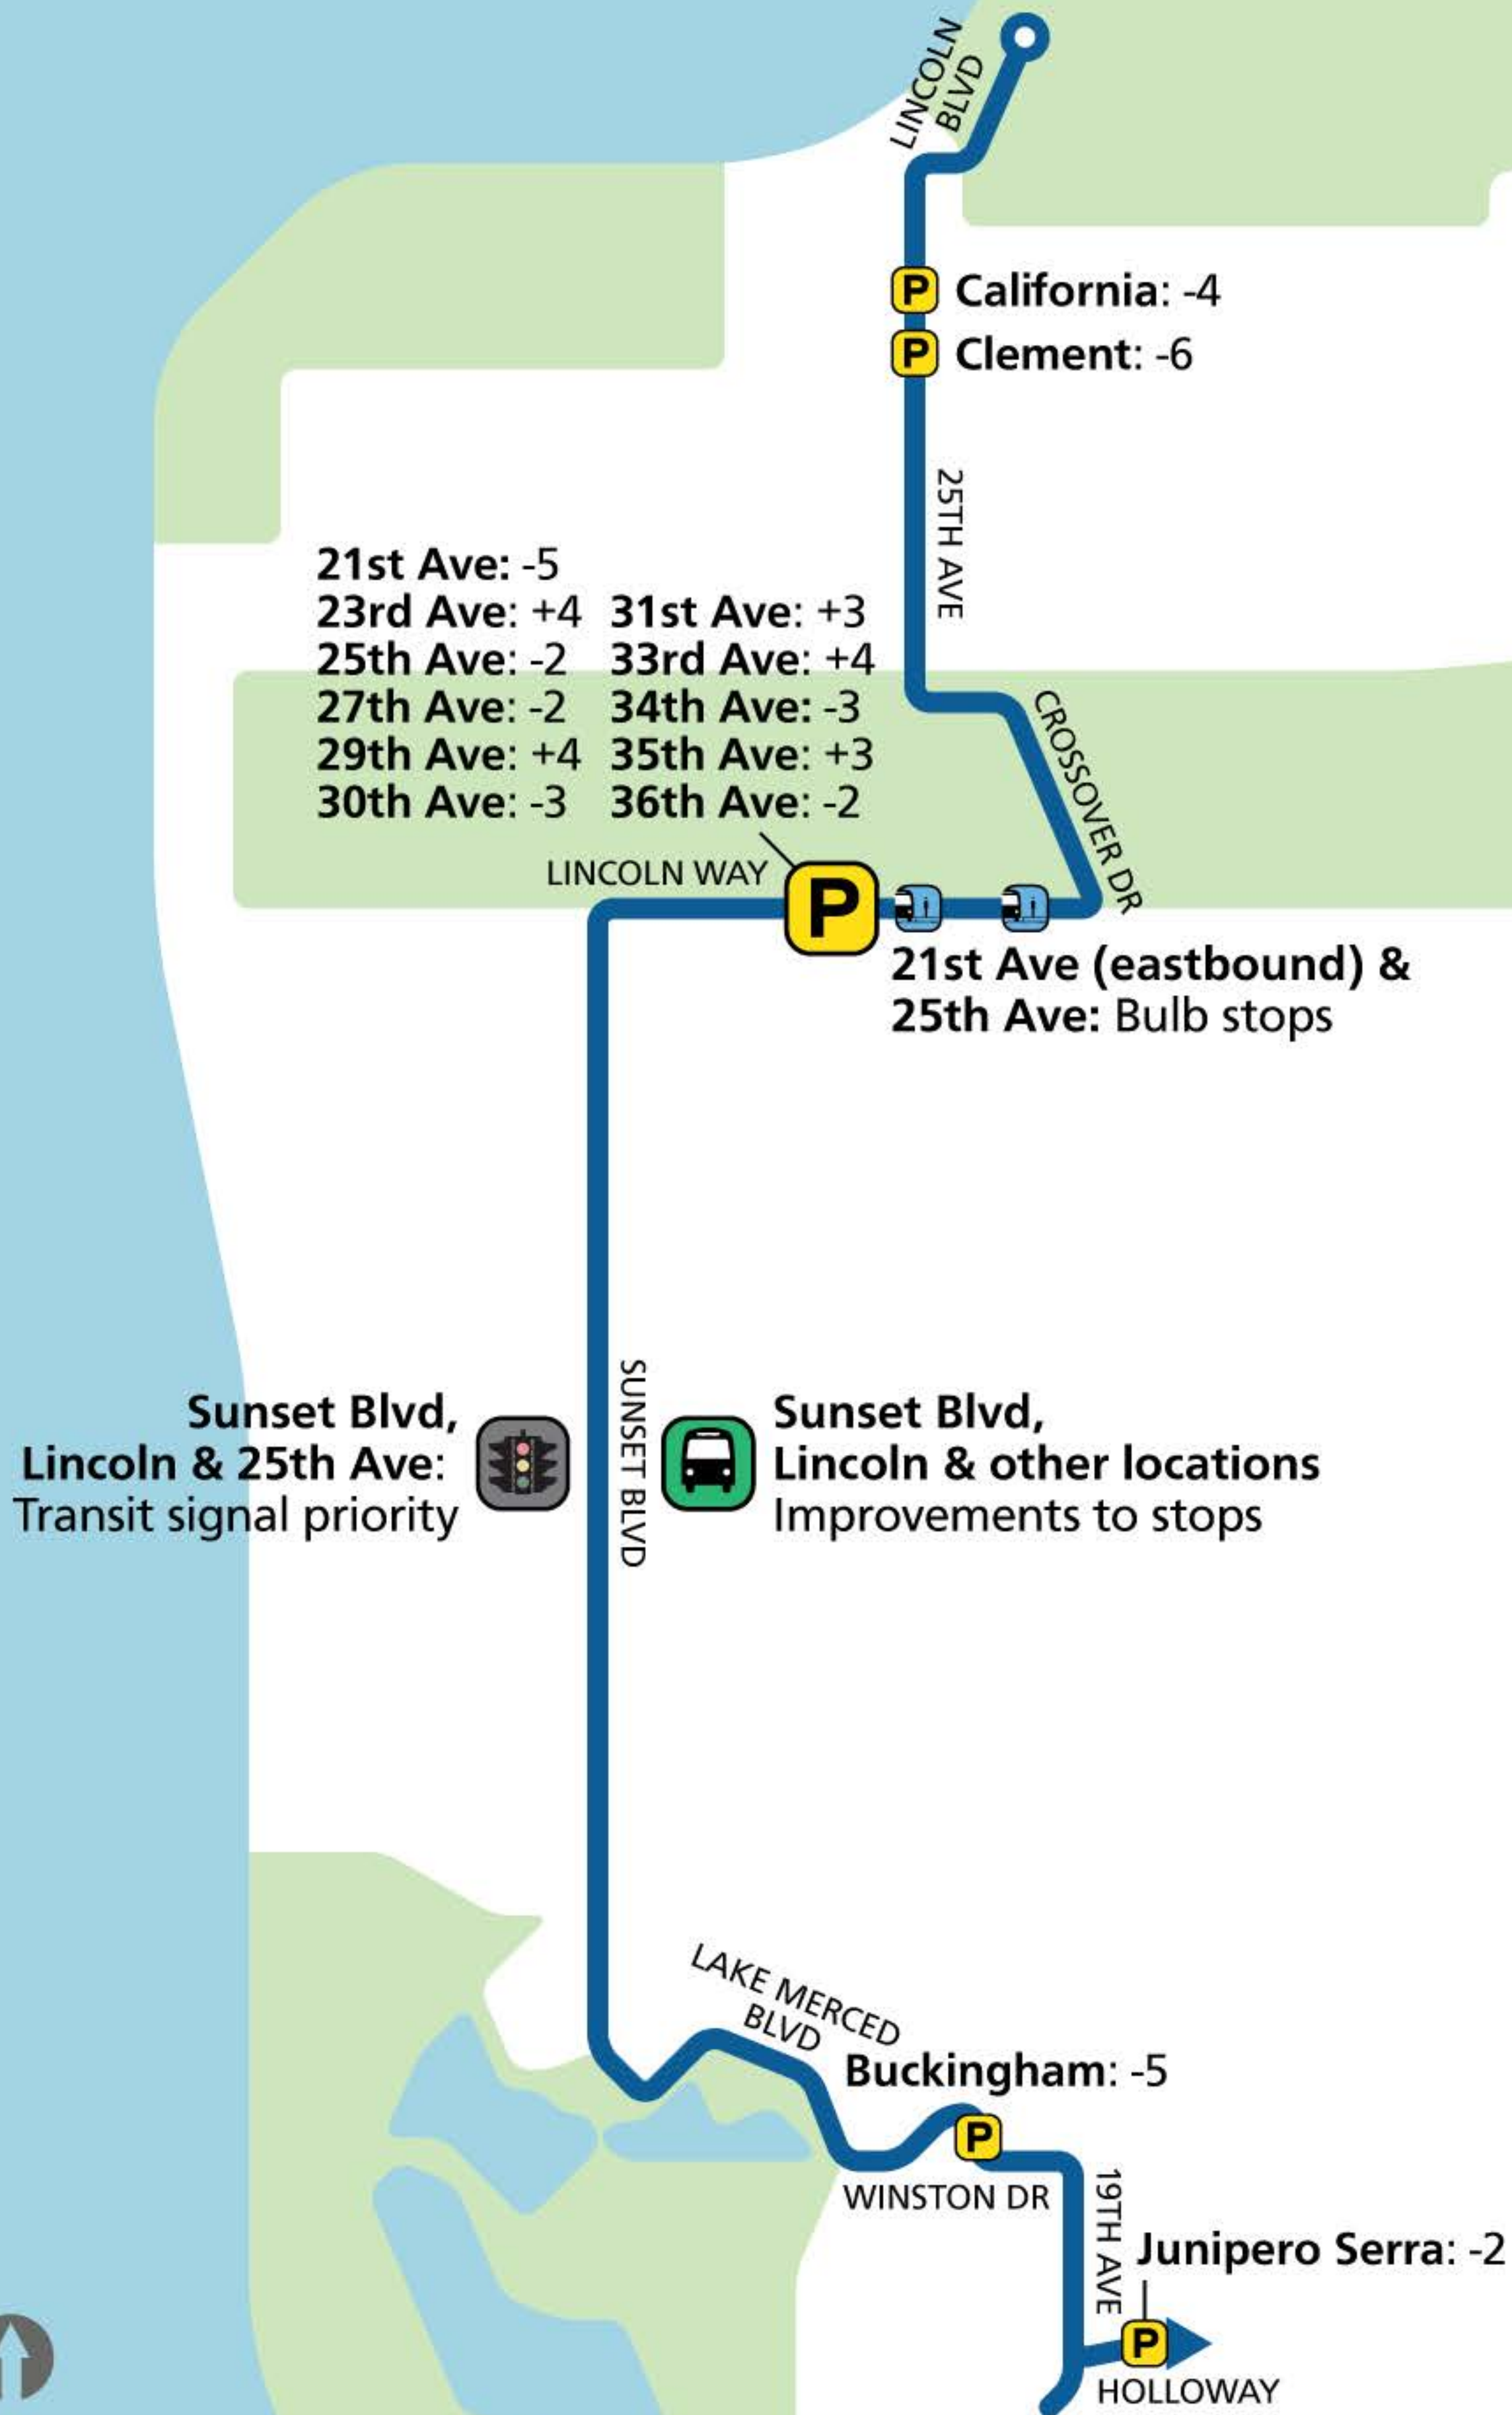 LINCOLN
BLVD
P California: -4
P Clement: -6
25TH AVE
21st Ave: -5
23rd Ave: +4 31st Ave: +3
25th Ave: -2 33rd Ave: +4
27th Ave: -2 34th Ave: -3
29th Ave: +4 35th Ave: +3
30th Ave: -3 36th Ave: -2
CROSSOVER DR
LINCOLN WAY
P
21st Ave (eastbound) &
25th Ave: Bulb stops
Sunset Blvd,
Lincoln & 25th Ave:
Transit signal priority
SUNSET BLVD
Sunset Blvd,
Lincoln & other locations
Improvements to stops
LAKE MERCED
BLVD
Buckingham: -5
P
WINSTON DR
19TH AVE
Junipero Serra: -2
P
HOLLOWAY